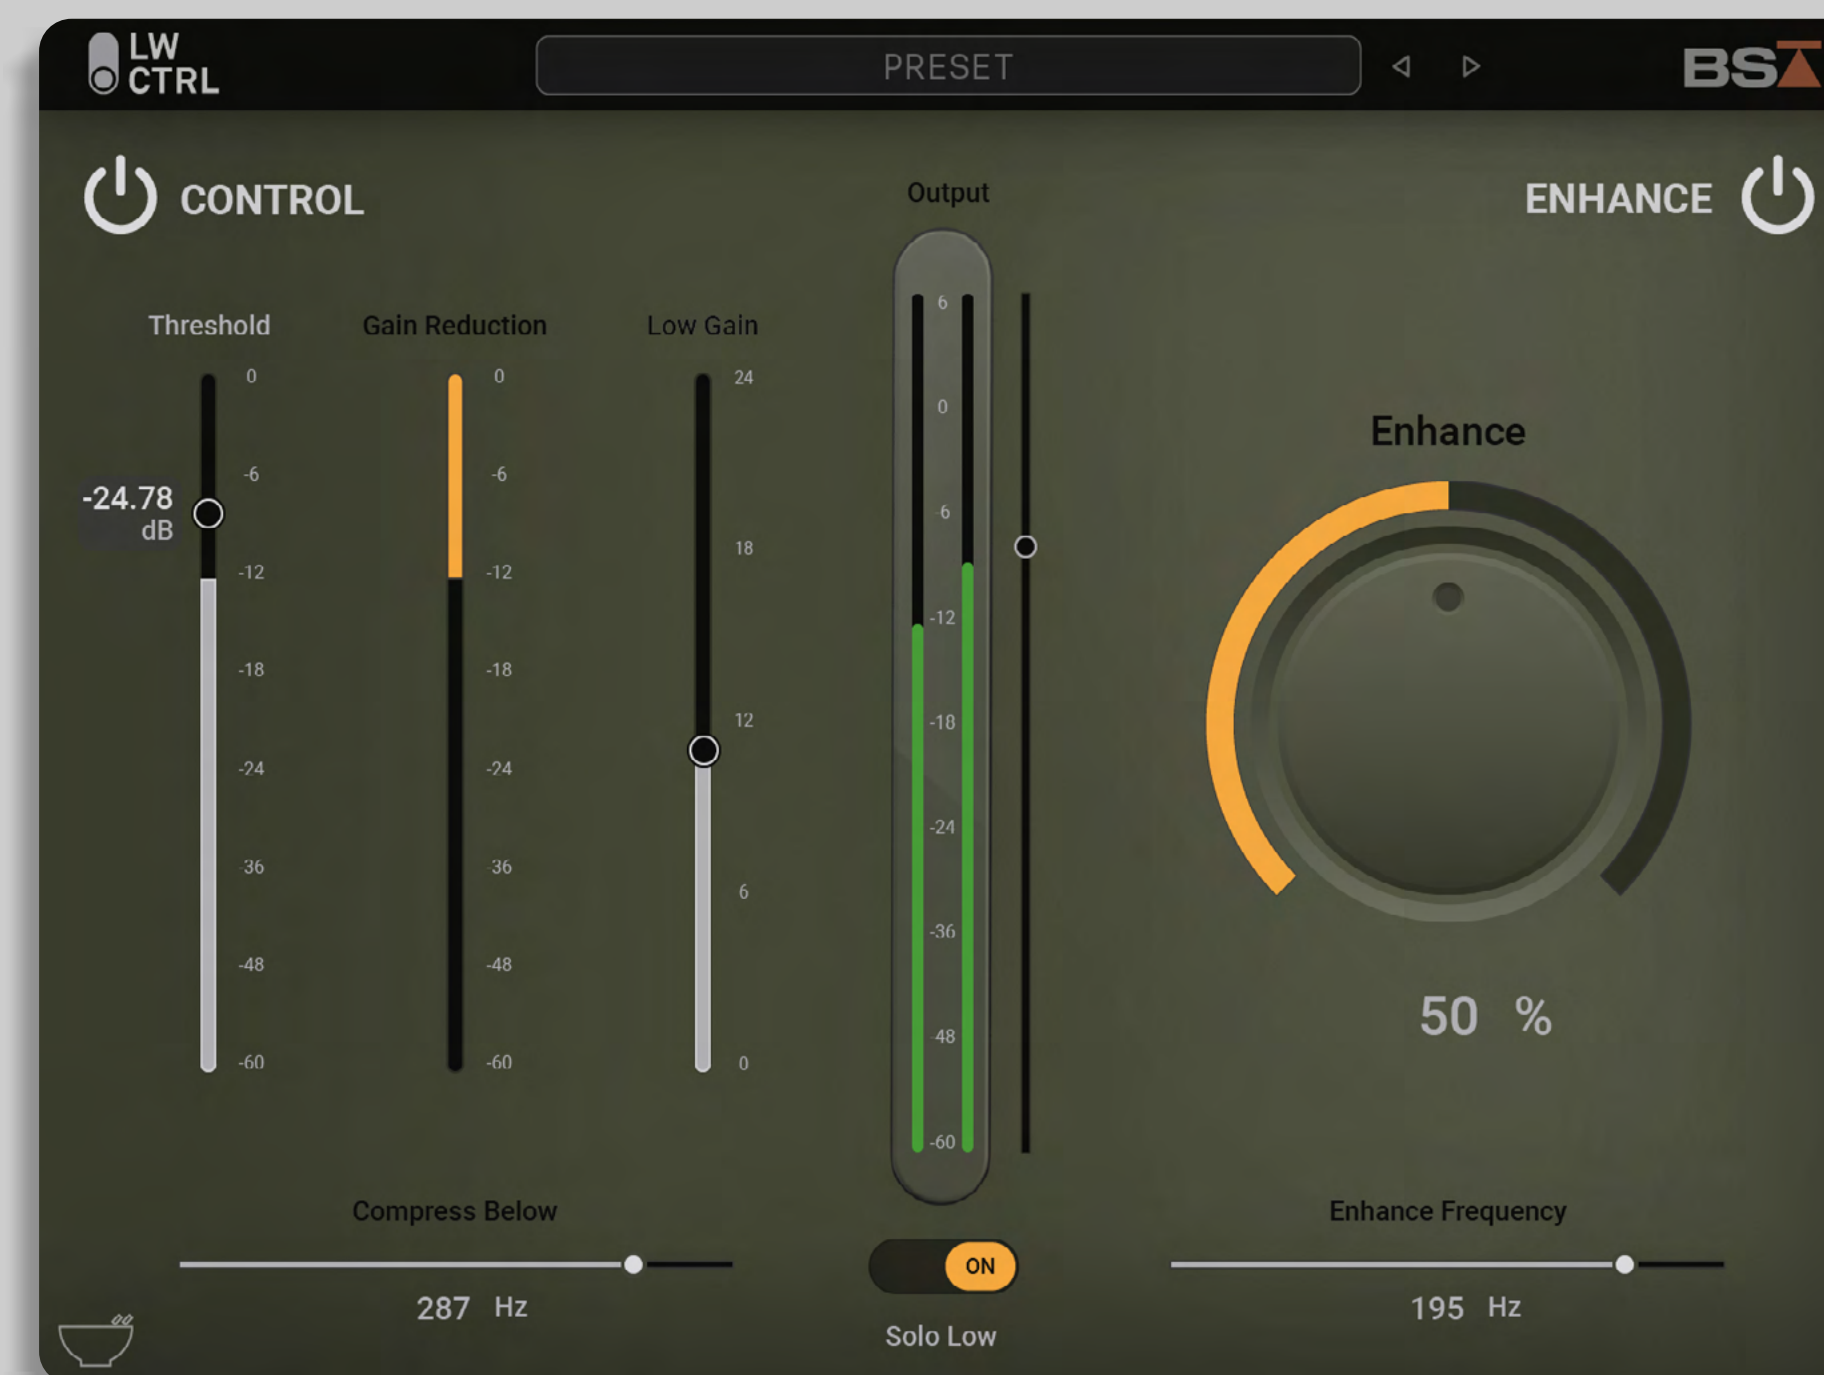 LW
CTRL
PRESET
BS
CONTROL
Output
ENHANCE
Threshold
Gain Reduction
Low Gain
0
-6
-12
-18
-24
-36
-48
-60
-24.78
dB
0
-6
-12
-18
-24
-36
-48
-60
24
18
12
6
0
6
0
-6
-12
-18
-24
-36
-48
-60
Enhance
50 %
Compress Below
287 Hz
ON
Solo Low
Enhance Frequency
195 Hz